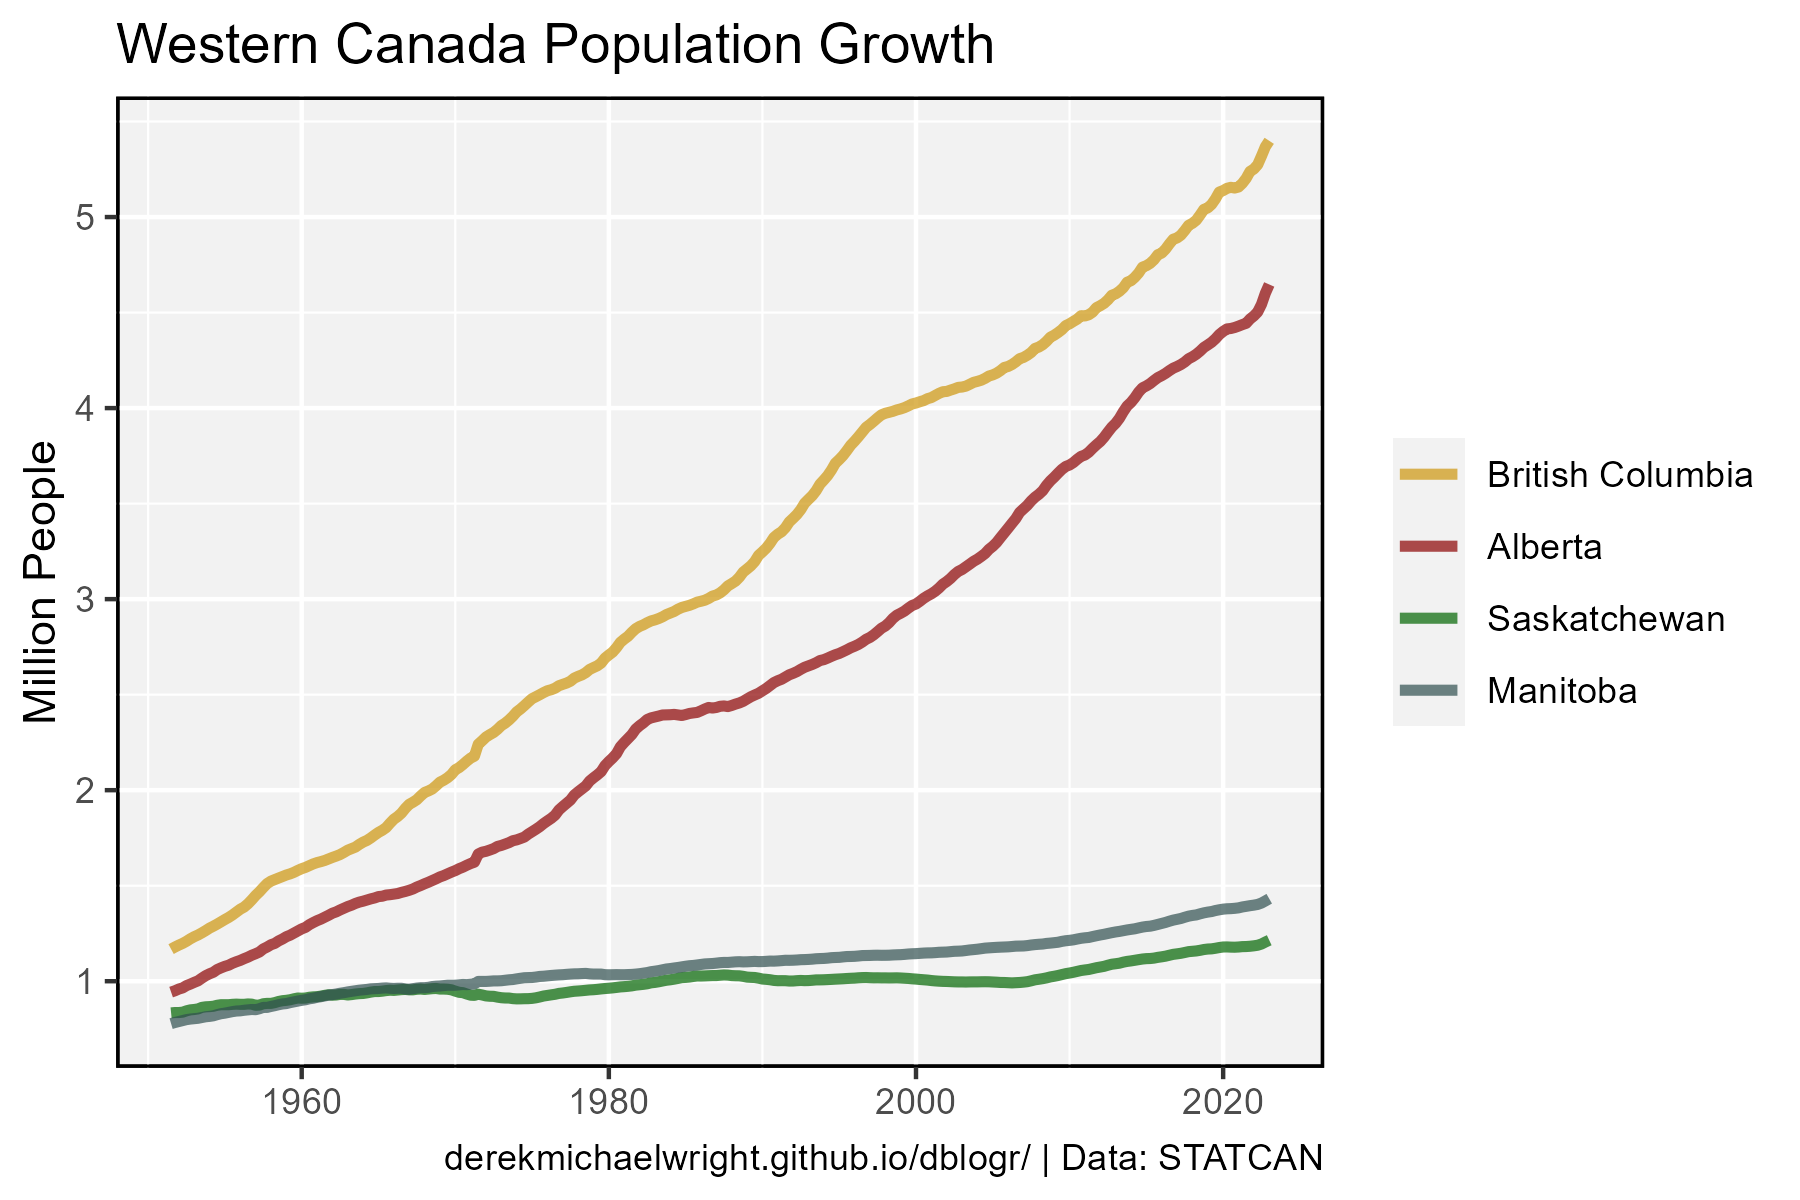 Western Canada Population Growth
Million People
5
4
3
2
1
1960 1980 2000 2020
British Columbia
Alberta
Saskatchewan
Manitoba
derekmichaelwright.github.io/dblogr/ | Data: STATCAN